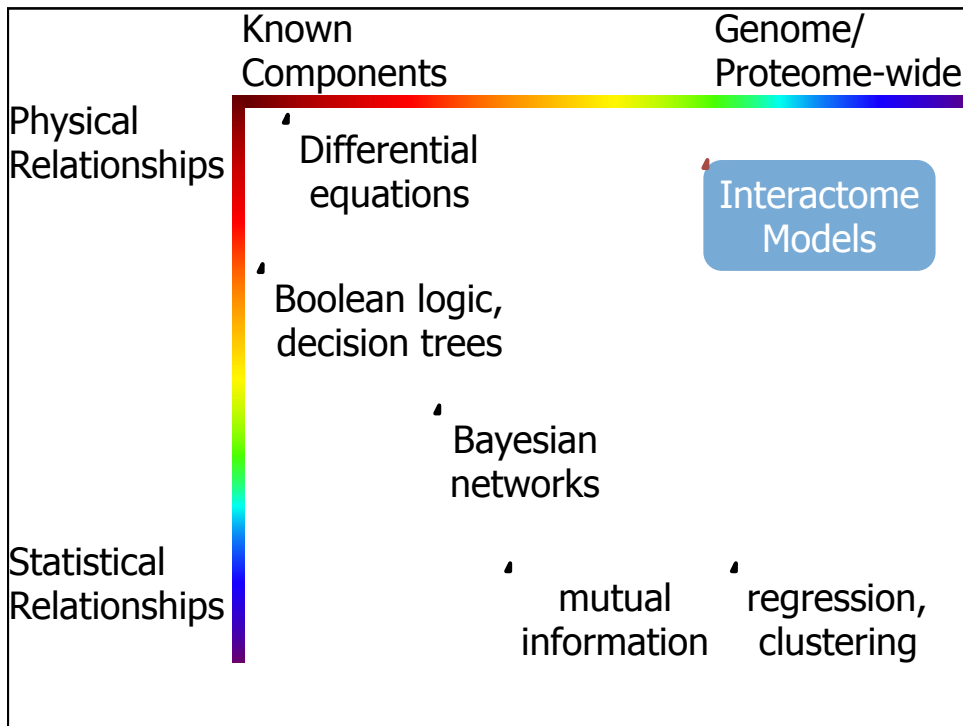 Known
Components
Genome/
Proteome-wide
Physical
Relationships
Differential
equations
Interactome
Models
Boolean logic,
decision trees
Bayesian
networks
Statistical
Relationships
mutual
information
regression,
clustering